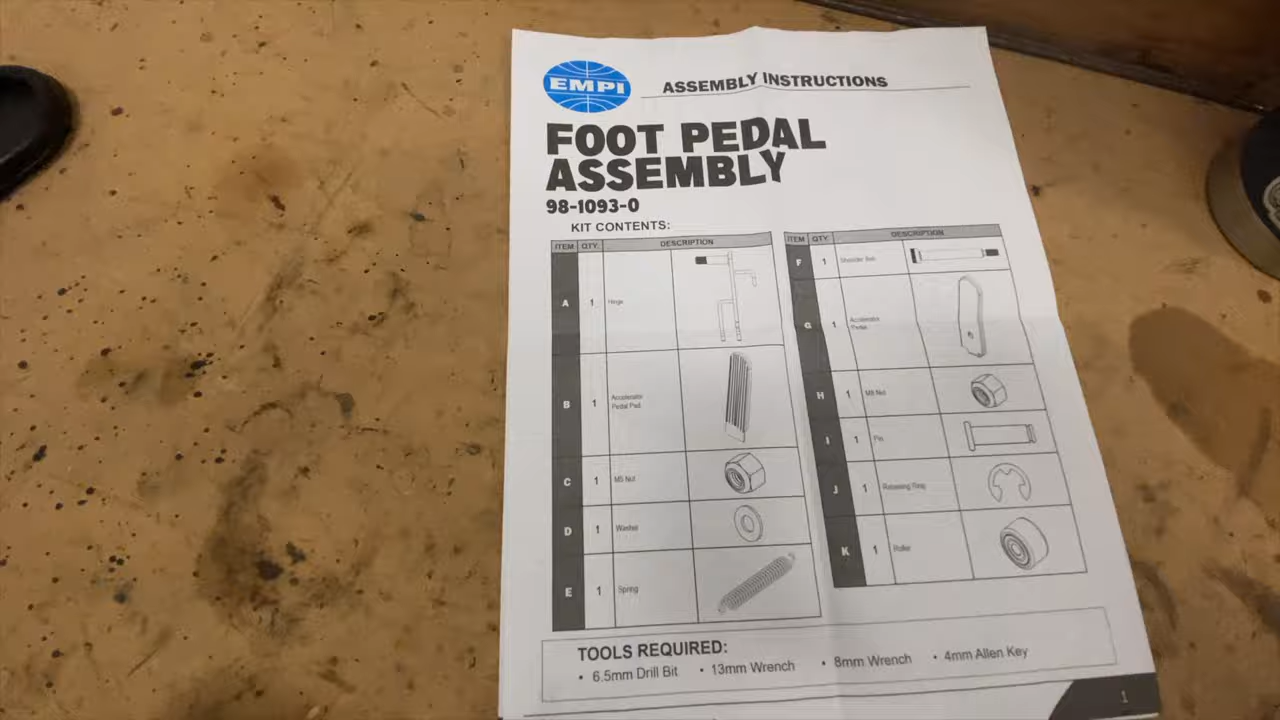 EMPI
ASSEMBLY INSTRUCTIONS
FOOT PEDAL
ASSEMBLY
98-1093-0
KIT CONTENTS:
ITEM QTY. DESCRIPTION
A 1 Hinge
B 1 Accelerator
Pedal Pad
C 1 M5 Nut
D 1 Washer
E 1 Spring
ITEM QTY. DESCRIPTION
F 1 Shoulder Bolt
G 1 Accelerator
Pedal
H 1 M8 Nut
I 1 Pin
J 1 Retaining Ring
K 1 Roller
TOOLS REQUIRED:
• 6.5mm Drill Bit • 13mm Wrench • 8mm Wrench • 4mm Allen Key
1